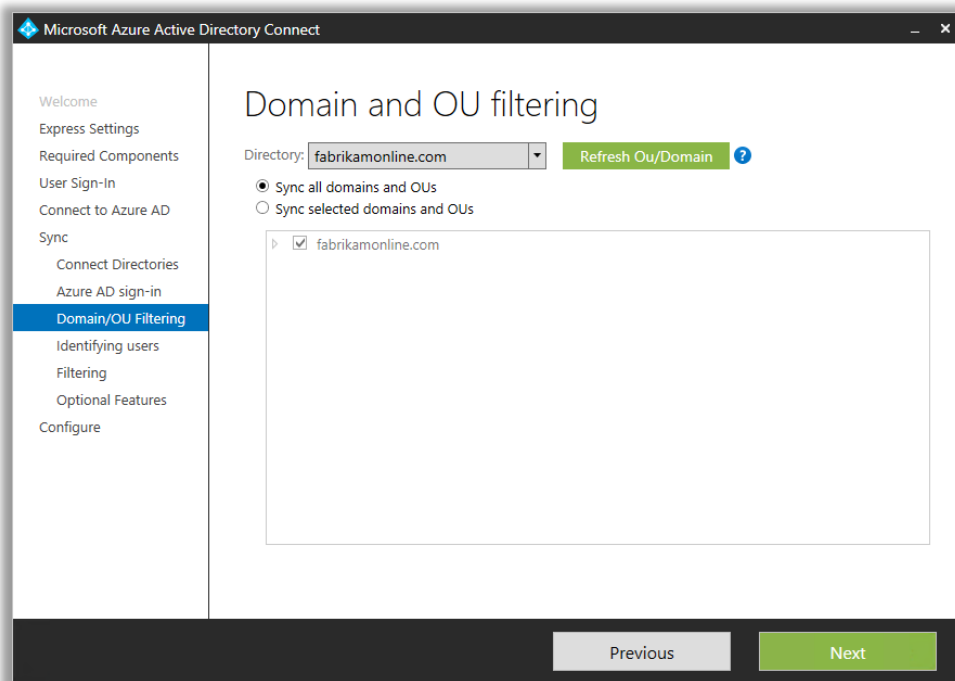 Microsoft Azure Active Directory Connect
Welcome
Express Settings
Required Components
User Sign-In
Connect to Azure AD
Sync
Connect Directories
Azure AD sign-in
Domain/OU Filtering
Identifying users
Filtering
Optional Features
Configure
Domain and OU filtering
Directory: fabrikamonline.com Refresh Ou/Domain ?
Sync all domains and OUs
Sync selected domains and OUs
fabrikamonline.com
Previous Next